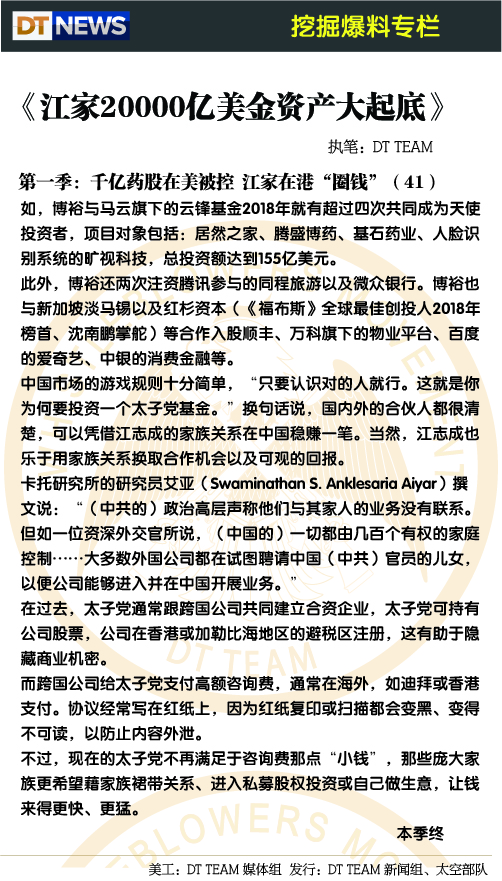 DT NEWS 挖掘爆料专栏
《江家20000亿美金资产大起底》
执笔：DT TEAM
第一季：千亿药股在美被控 江家在港“圈钱”（41）
如，博裕与马云旗下的云锋基金2018年就有超过四次共同成为天使
投资者，项目对象包括：居然之家、腾盛博药、基石药业、人脸识
别系统的旷视科技，总投资额达到155亿美元。
此外，博裕还两次注资腾讯参与的同程旅游以及微众银行。博裕也
与新加坡淡马锡以及红杉资本（《福布斯》全球最佳创投人2018年
榜首、沈南鹏掌舵）等合作入股顺丰、万科旗下的物业平台、百度
的爱奇艺、中银的消费金融等。
中国市场的游戏规则十分简单，“只要认识对的人就行。这就是你
为何要投资一个太子党基金。”换句话说，国内外的合伙人都很清
楚，可以凭借江志成的家族关系在中国稳赚一笔。当然，江志成也
乐于用家族关系换取合作机会以及可观的回报。
卡托研究所的研究员艾亚（Swaminathan S. Anklesaria Aiyar）撰
文说：“（中共的）政治高层声称他们与其家人的业务没有联系。
但如一位资深外交官所说，（中国的）一切都由几百个有权的家庭
控制……大多数外国公司都在试图聘请中国（中共）官员的儿女，
以便公司能够进入并在中国开展业务。”
在过去，太子党通常跟跨国公司共同建立合资企业，太子党可持有
公司股票，公司在香港或加勒比海地区的避税区注册，这有助于隐
藏商业机密。
而跨国公司给太子党支付高额咨询费，通常在海外，如迪拜或香港
支付。协议经常写在红纸上，因为红纸复印或扫描都会变黑、变得
不可读，以防止内容外泄。
不过，现在的太子党不再满足于咨询费那点“小钱”，那些庞大家
族更希望藉家族裙带关系、进入私募股权投资或自己做生意，让钱
来得更快、更猛。
本季终
美工：DT TEAM 媒体组 发行：DT TEAM 新闻组、太空部队